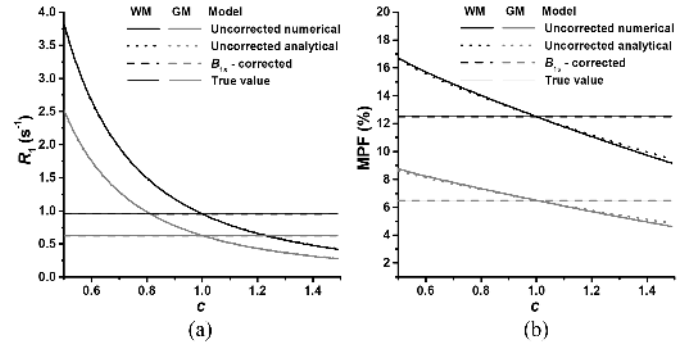 WM GM Model
Uncorrected numerical
Uncorrected analytical
B1s - corrected
True value
R1 (s-1)
4.0
3.5
3.0
2.5
2.0
1.5
1.0
0.5
0.0
0.6 0.8 1.0 1.2 1.4
c
(a)
WM GM Model
Uncorrected numerical
Uncorrected analytical
B1s - corrected
True value
MPF (%)
20
18
16
14
12
10
8
6
4
2
0.6 0.8 1.0 1.2 1.4
c
(b)